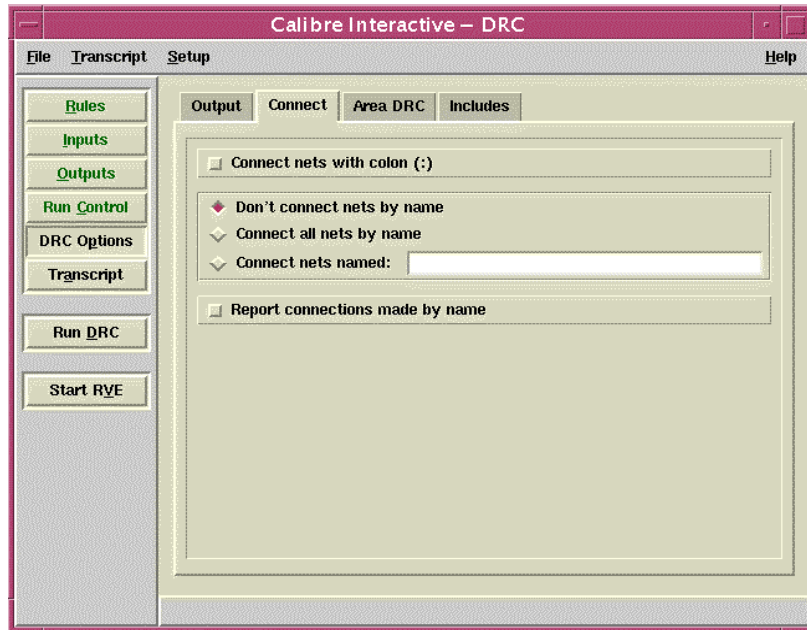 Calibre Interactive – DRC
File Transcript Setup Help
Rules
Inputs
Outputs
Run Control
DRC Options
Transcript
Run DRC
Start RVE
Output Connect Area DRC Includes
Connect nets with colon (:)
Don't connect nets by name
Connect all nets by name
Connect nets named:
Report connections made by name